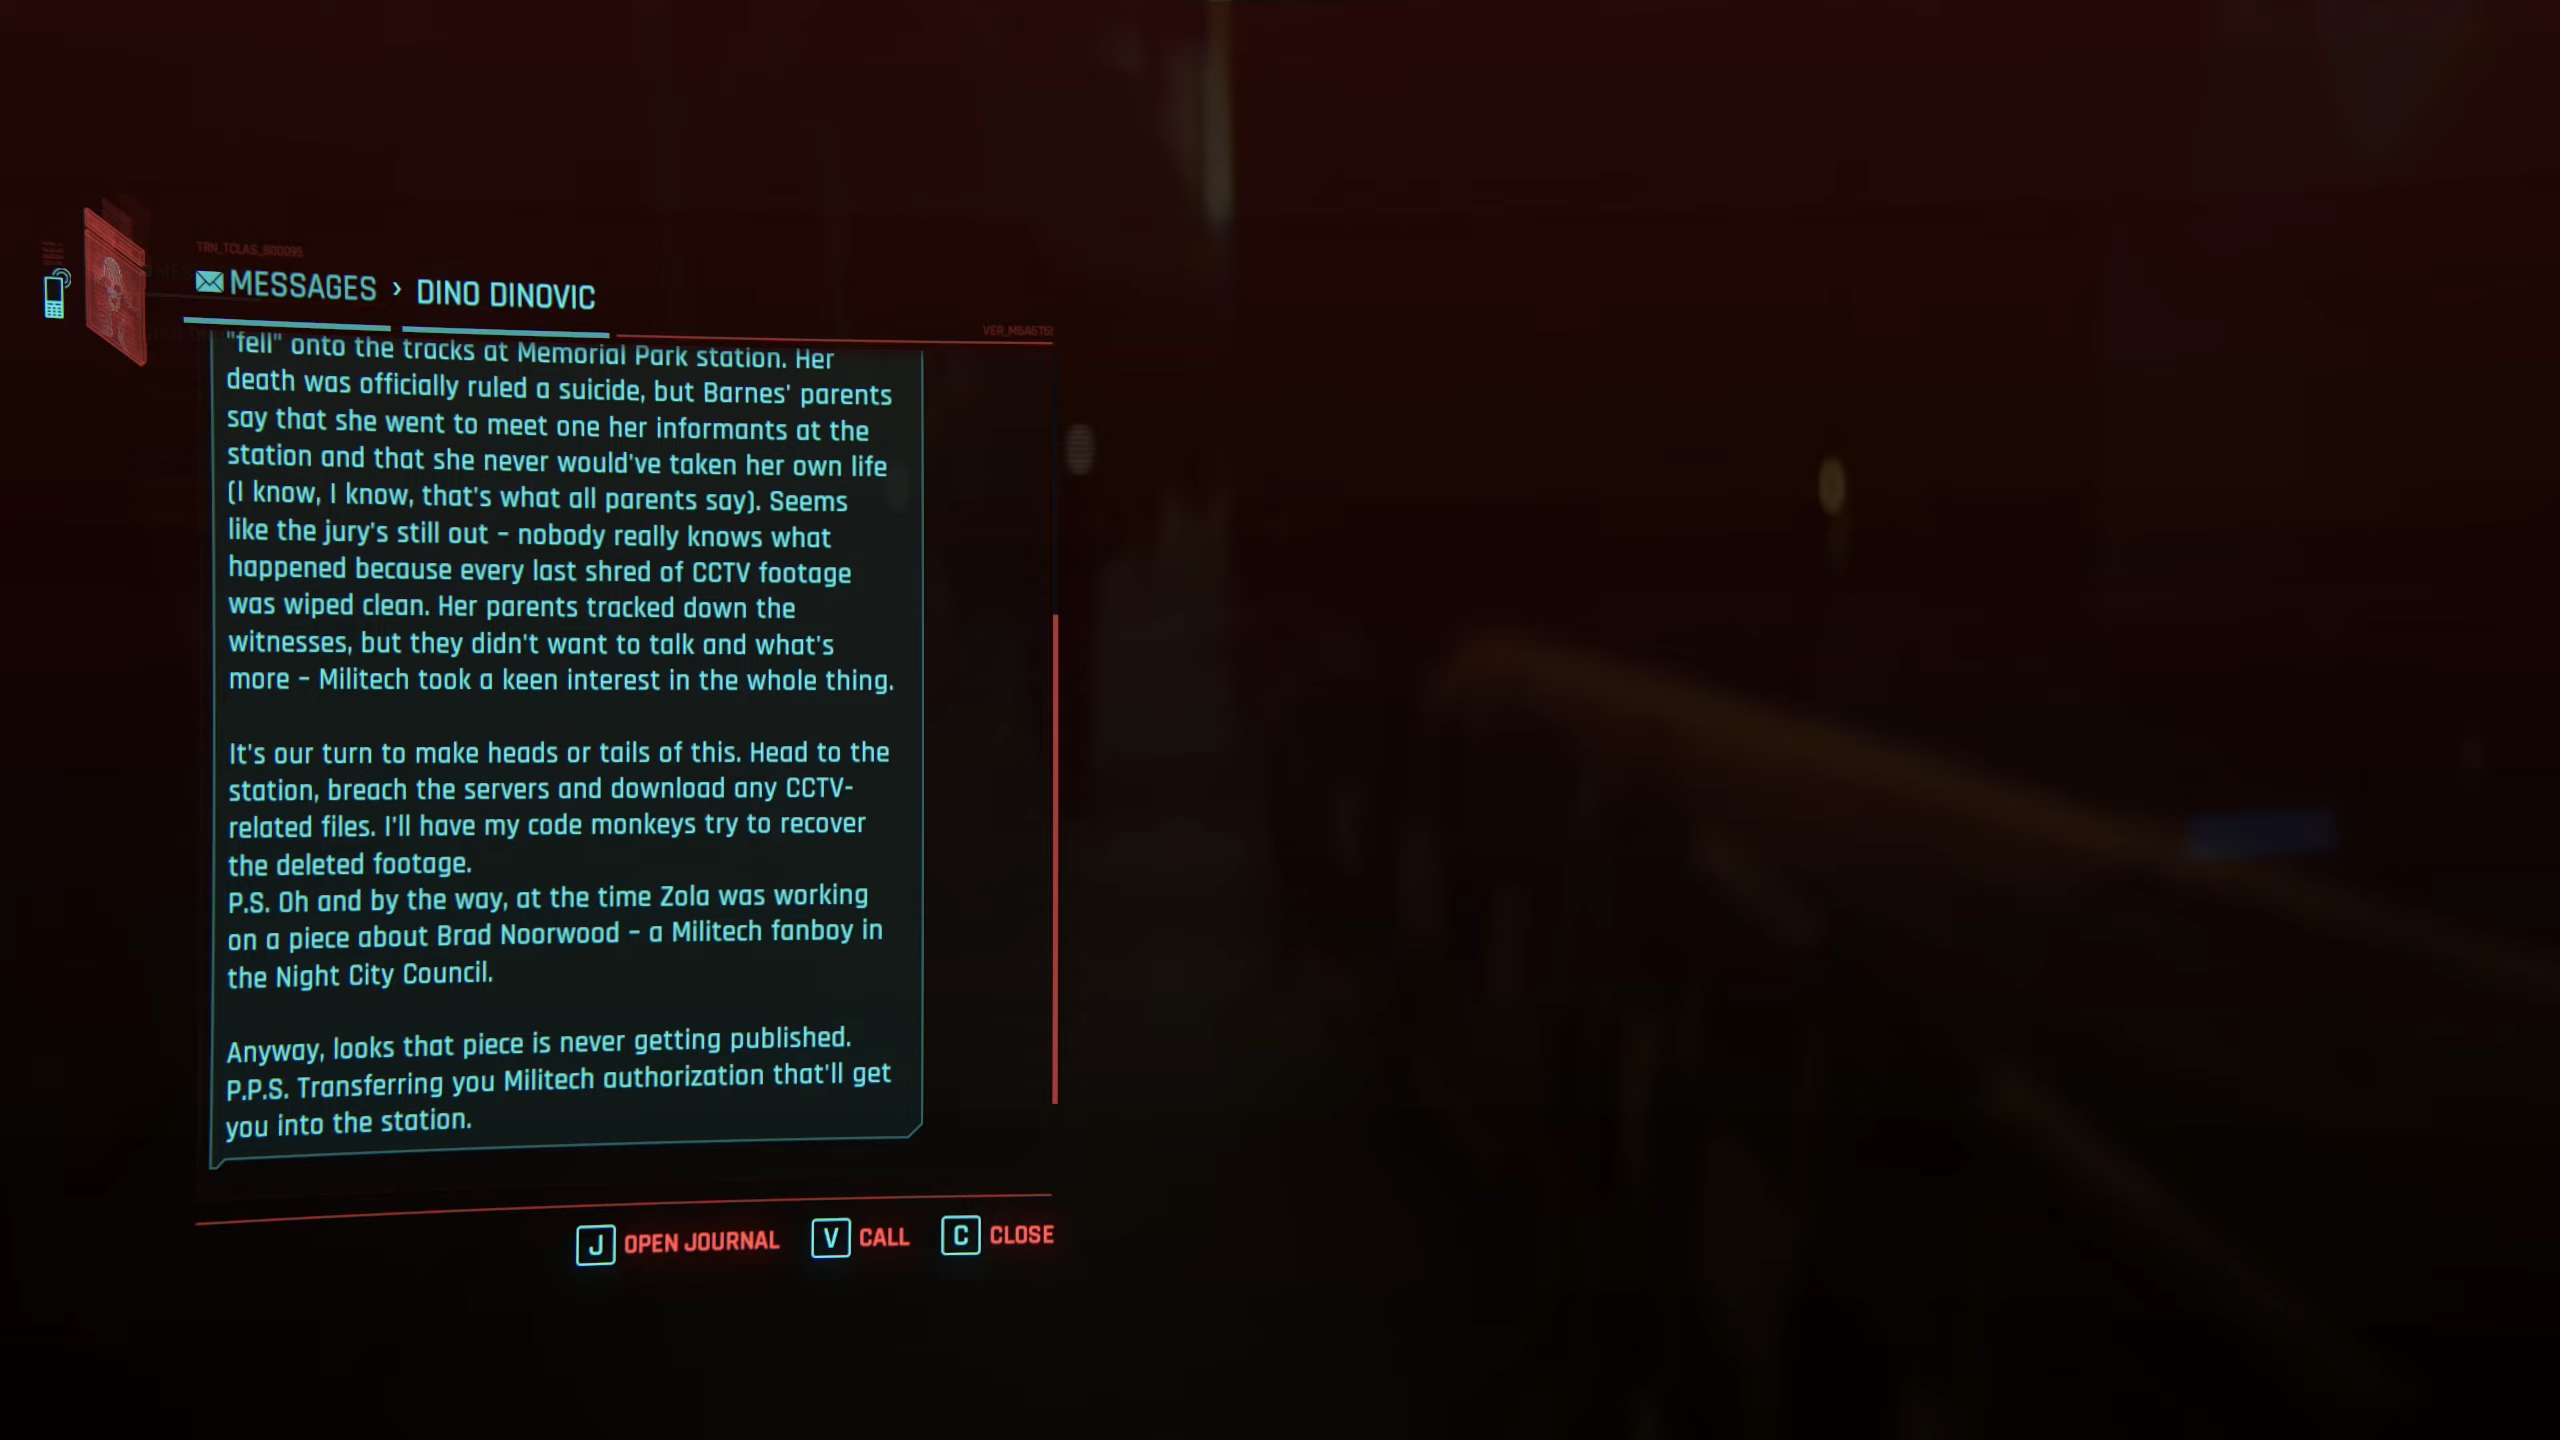 TRN_TCLAS_800095
MESSAGES › DINO DINOVIC
"fell" onto the tracks at Memorial Park station. Her
death was officially ruled a suicide, but Barnes' parents
say that she went to meet one her informants at the
station and that she never would've taken her own life
(I know, I know, that's what all parents say). Seems
like the jury's still out – nobody really knows what
happened because every last shred of CCTV footage
was wiped clean. Her parents tracked down the
witnesses, but they didn't want to talk and what's
more – Militech took a keen interest in the whole thing.
It's our turn to make heads or tails of this. Head to the
station, breach the servers and download any CCTV-
related files. I'll have my code monkeys try to recover
the deleted footage.
P.S. Oh and by the way, at the time Zola was working
on a piece about Brad Noorwood – a Militech fanboy in
the Night City Council.
Anyway, looks that piece is never getting published.
P.P.S. Transferring you Militech authorization that'll get
you into the station.
J OPEN JOURNAL V CALL C CLOSE